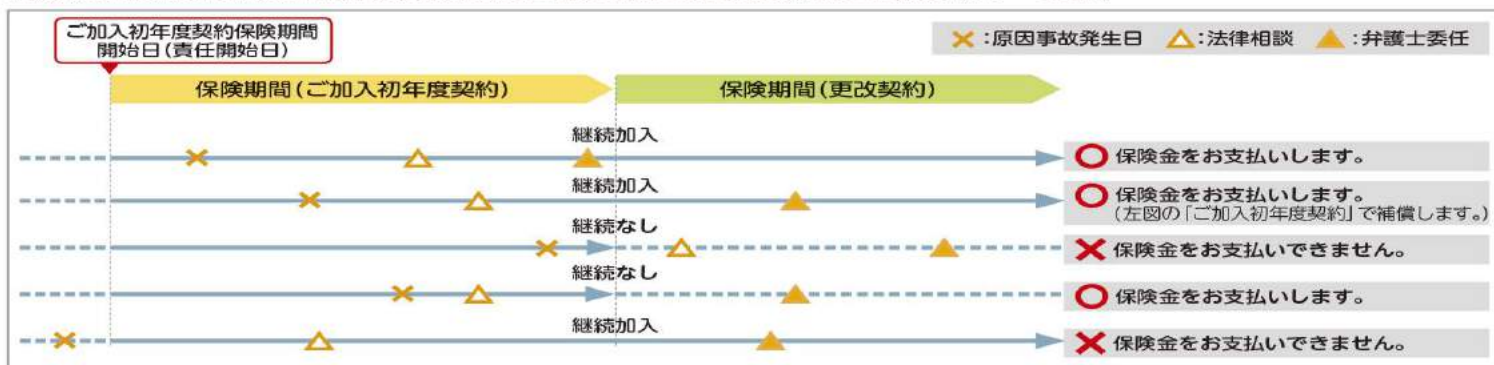 ご加入初年度契約保険期間
開始日(責任開始日)
×:原因事故発生日 △:法律相談 ▲:弁護士委任
保険期間(ご加入初年度契約)
保険期間(更改契約)
継続加入
○ 保険金をお支払いします。
継続加入
○ 保険金をお支払いします。
(左図の「ご加入初年度契約」で補償します。)
継続なし
× 保険金をお支払いできません。
継続なし
○ 保険金をお支払いします。
継続加入
× 保険金をお支払いできません。